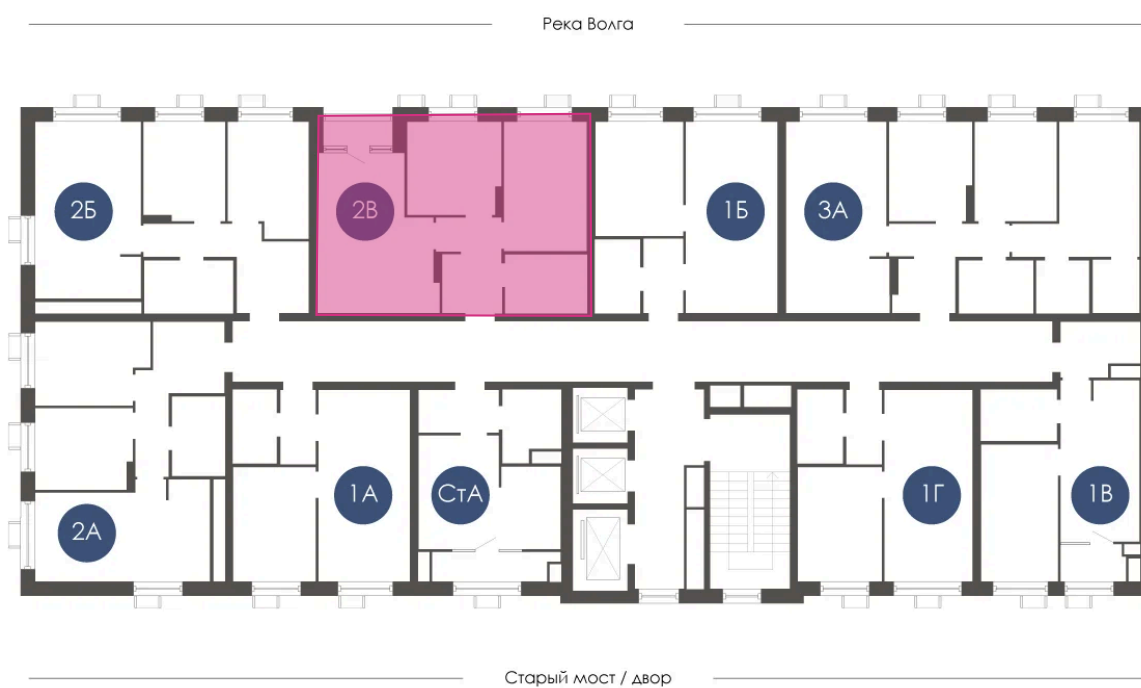 Река Волга
2Б
2В
1Б
3А
1А
СтА
1Г
1В
2А
Старый мост / двор